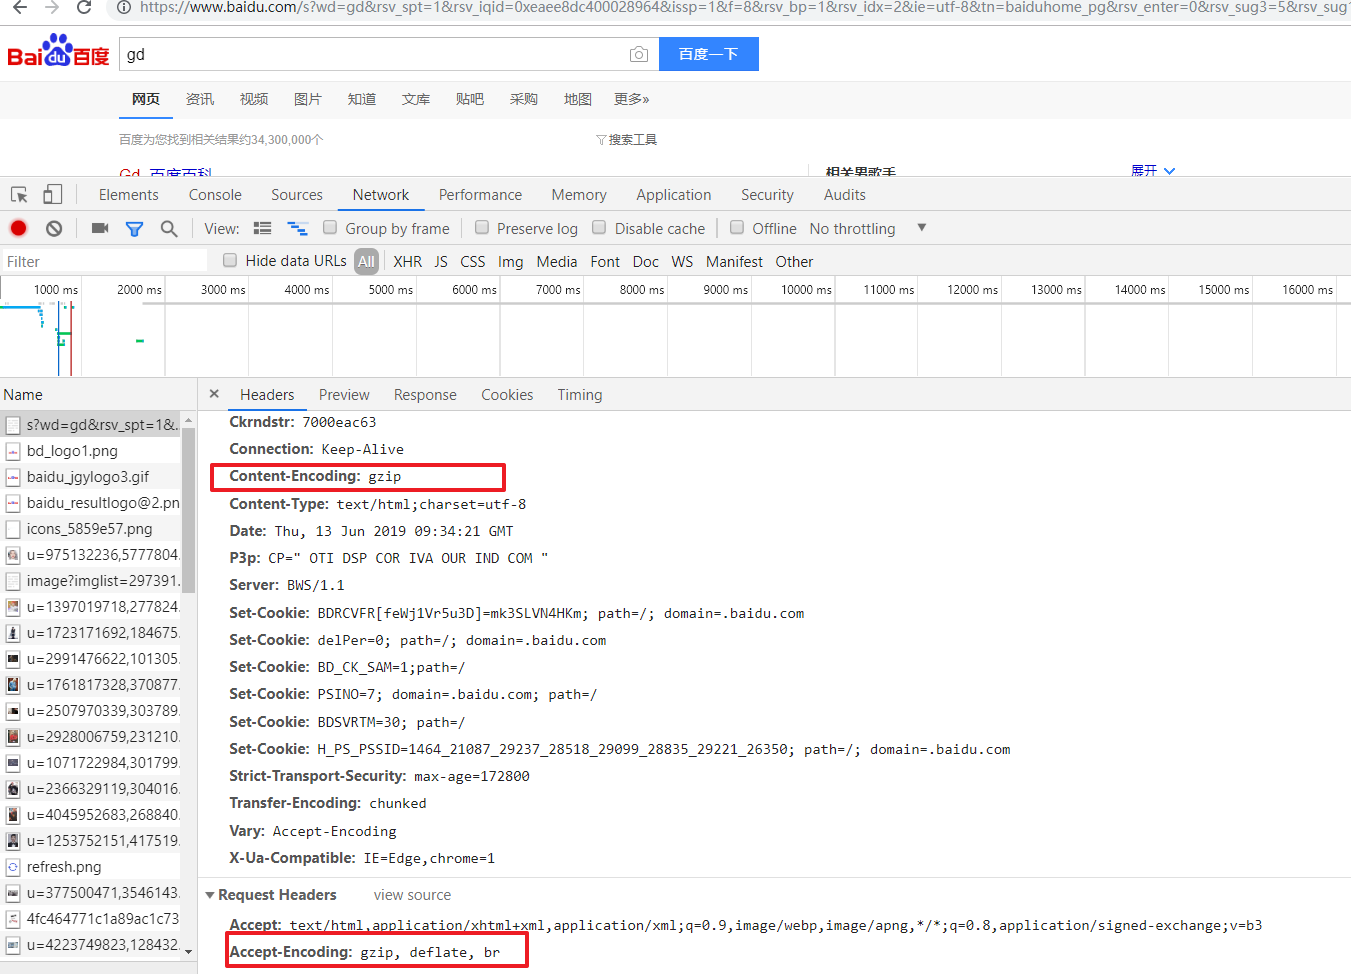 https://www.baidu.com/s?wd=gd&rsv_spt=1&rsv_iqid=0xeaee8dc400028964&issp=1&f=8&rsv_bp=1&rsv_idx=2&ie=utf-8&tn=baiduhome_pg&rsv_enter=0&rsv_sug3=5&rsv_sug1
Bai du 百度 gd 百度一下
网页 资讯 视频 图片 知道 文库 贴吧 采购 地图 更多»
百度为您找到相关结果约34,300,000个 搜索工具
Gd_百度百科 相关男歌手 展开
Elements Console Sources Network Performance Memory Application Security Audits
View: Group by frame Preserve log Disable cache Offline No throttling
Filter Hide data URLs All XHR JS CSS Img Media Font Doc WS Manifest Other
1000 ms 2000 ms 3000 ms 4000 ms 5000 ms 6000 ms 7000 ms 8000 ms 9000 ms 10000 ms 11000 ms 12000 ms 13000 ms 14000 ms 15000 ms 16000 ms
Name
s?wd=gd&rsv_spt=1&...
bd_logo1.png
baidu_jgylogo3.gif
baidu_resultlogo@2.pn
icons_5859e57.png
u=975132236,5777804.
image?imglist=297391.
u=1397019718,277824.
u=1723171692,184675.
u=2991476622,101305.
u=1761817328,370877.
u=2507970339,303789.
u=2928006759,231210.
u=1071722984,301799.
u=2366329119,304016.
u=4045952683,268840.
u=1253752151,417519.
refresh.png
u=377500471,3546143.
4fc464771c1a89ac1c73
u=4223749823,128432.
× Headers Preview Response Cookies Timing
Ckrndstr: 7000eac63
Connection: Keep-Alive
Content-Encoding: gzip
Content-Type: text/html;charset=utf-8
Date: Thu, 13 Jun 2019 09:34:21 GMT
P3p: CP=" OTI DSP COR IVA OUR IND COM "
Server: BWS/1.1
Set-Cookie: BDRCVFR[feWj1Vr5u3D]=mk3SLVN4HKm; path=/; domain=.baidu.com
Set-Cookie: delPer=0; path=/; domain=.baidu.com
Set-Cookie: BD_CK_SAM=1;path=/
Set-Cookie: PSINO=7; domain=.baidu.com; path=/
Set-Cookie: BDSVRTM=30; path=/
Set-Cookie: H_PS_PSSID=1464_21087_29237_28518_29099_28835_29221_26350; path=/; domain=.baidu.com
Strict-Transport-Security: max-age=172800
Transfer-Encoding: chunked
Vary: Accept-Encoding
X-Ua-Compatible: IE=Edge,chrome=1
Request Headers view source
Accept: text/html,application/xhtml+xml,application/xml;q=0.9,image/webp,image/apng,*/*;q=0.8,application/signed-exchange;v=b3
Accept-Encoding: gzip, deflate, br